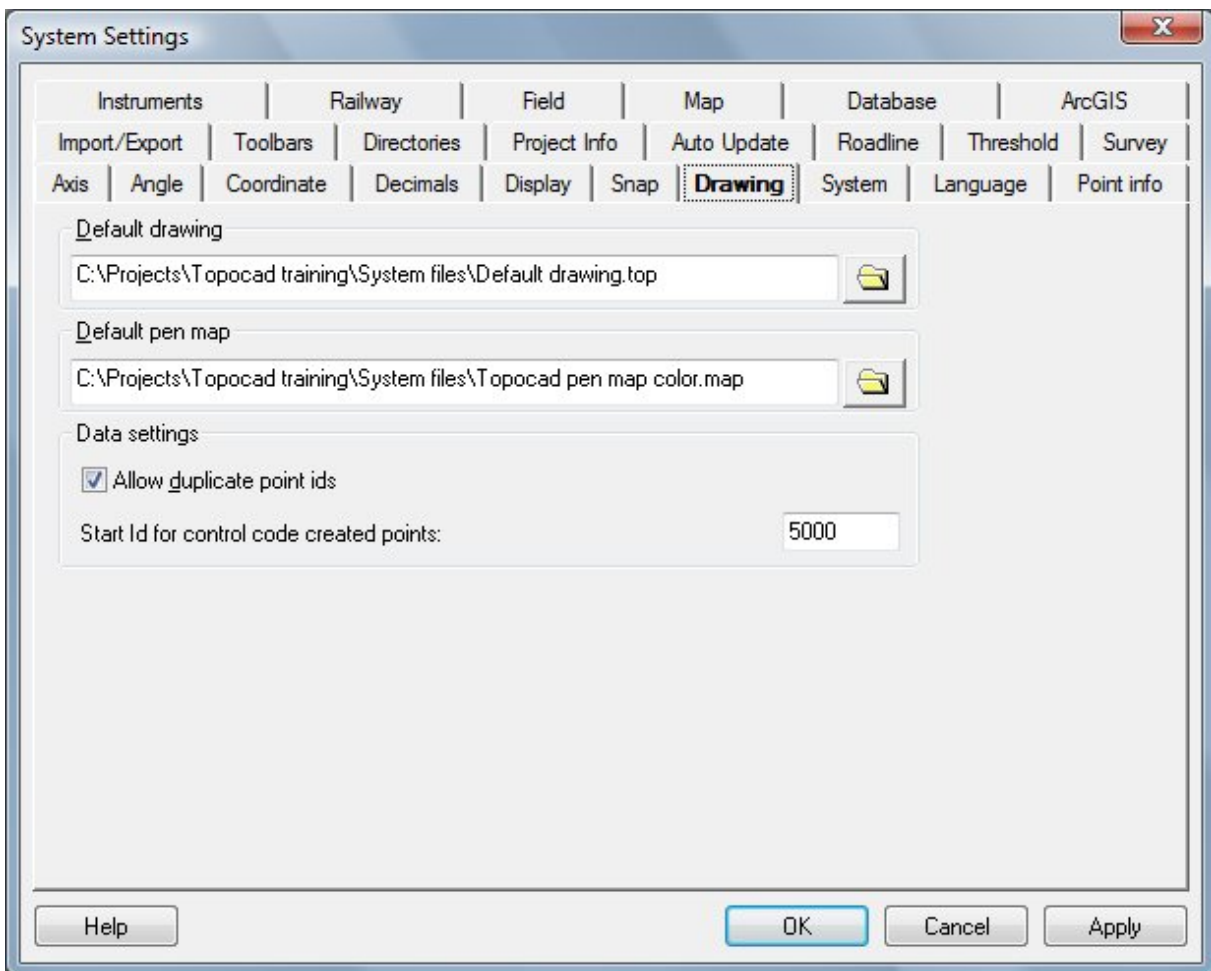 System Settings
Instruments Railway Field Map Database ArcGIS
Import/Export Toolbars Directories Project Info Auto Update Roadline Threshold Survey
Axis Angle Coordinate Decimals Display Snap Drawing System Language Point info
Default drawing
C:\Projects\Topocad training\System files\Default drawing.top
Default pen map
C:\Projects\Topocad training\System files\Topocad pen map color.map
Data settings
Allow duplicate point ids
Start Id for control code created points: 5000
Help OK Cancel Apply